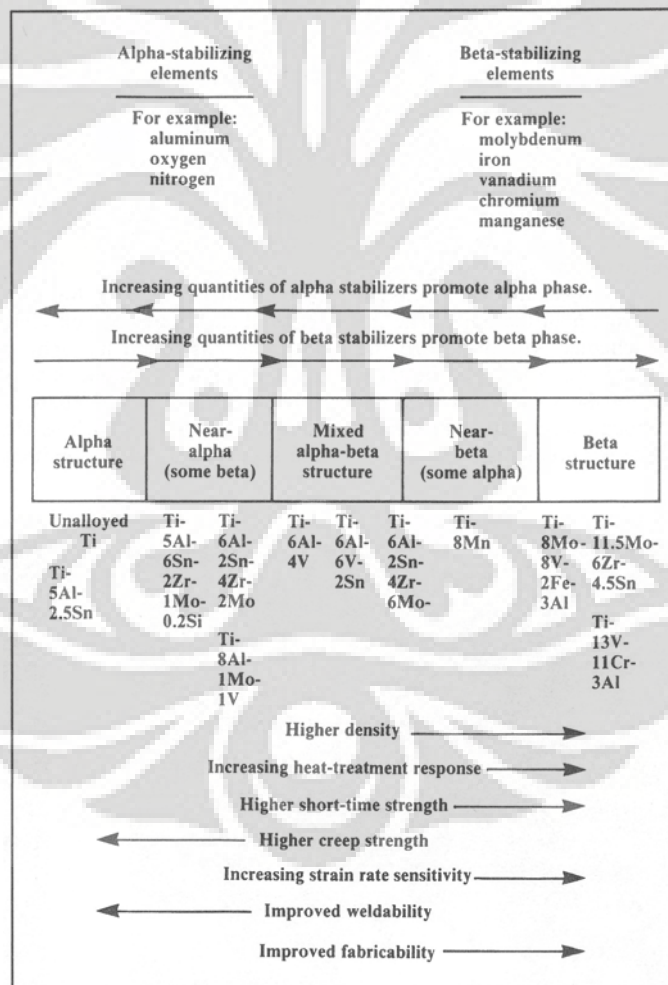 Alpha-stabilizing
elements
For example:
aluminum
oxygen
nitrogen
Beta-stabilizing
elements
For example:
molybdenum
iron
vanadium
chromium
manganese
Increasing quantities of alpha stabilizers promote alpha phase.
Increasing quantities of beta stabilizers promote beta phase.
Alpha
structure
Near-
alpha
(some beta)
Mixed
alpha-beta
structure
Near-
beta
(some alpha)
Beta
structure
Unalloyed
Ti
Ti-
5Al-
2.5Sn
Ti-
5Al-
6Sn-
2Zr-
1Mo-
0.2Si
Ti-
6Al-
2Sn-
4Zr-
2Mo
Ti-
8Al-
1Mo-
1V
Ti-
6Al-
4V
Ti-
6Al-
6V-
2Sn
Ti-
6Al-
2Sn-
4Zr-
6Mo-
Ti-
8Mn
Ti-
8Mo-
8V-
2Fe-
3Al
Ti-
11.5Mo-
6Zr-
4.5Sn
Ti-
13V-
11Cr-
3Al
Higher density
Increasing heat-treatment response
Higher short-time strength
Higher creep strength
Increasing strain rate sensitivity
Improved weldability
Improved fabricability